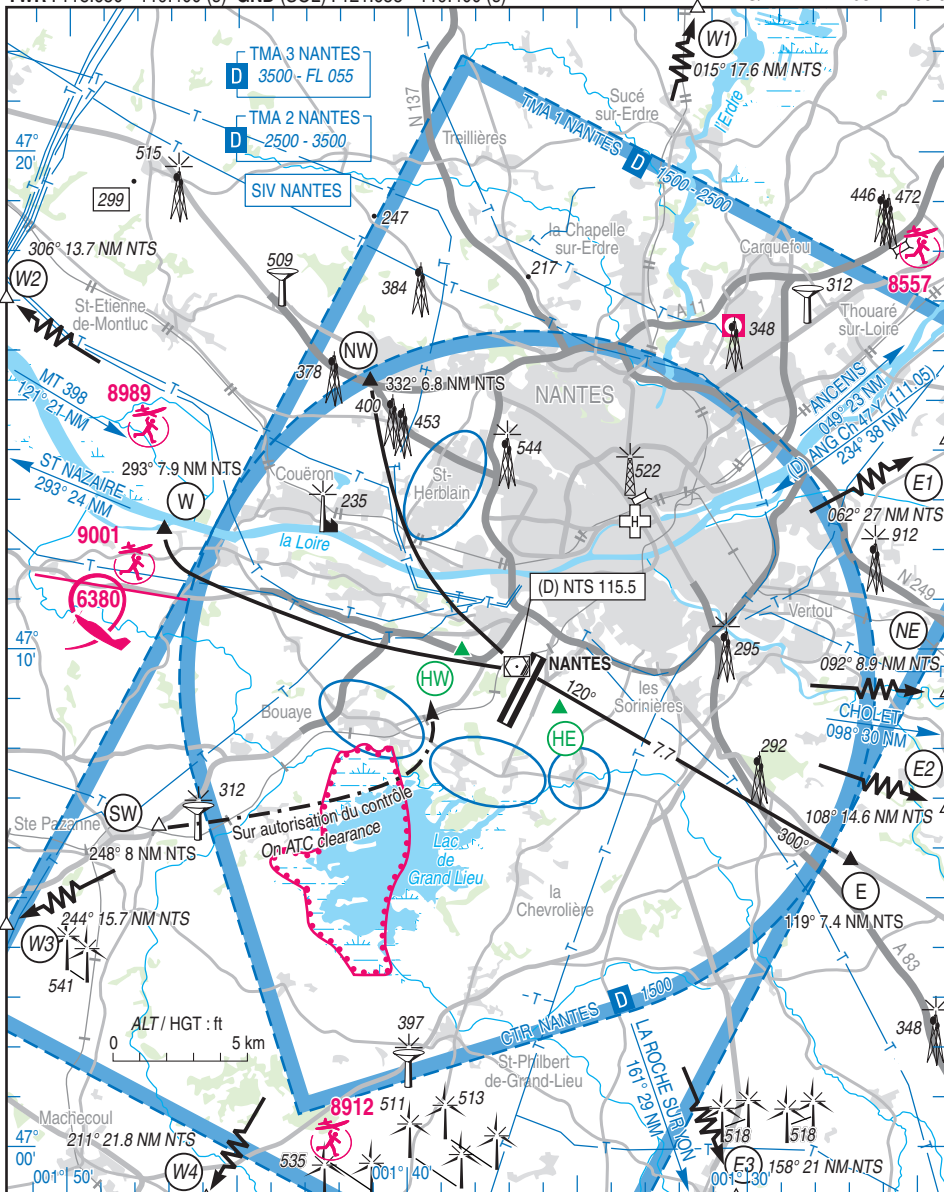 TMA 3 NANTES
D 3500 - FL 055
TMA 2 NANTES
D 2500 - 3500
SIV NANTES
N 137
Treillières
Sucé
sur-Erdre
l'Erdre
W1
015° 17.6 NM NTS
TMA 1 NANTES D 1500 - 2500
47°
20'
515
299
247
306° 13.7 NM NTS
W2
509
384
la Chapelle
sur-Erdre
217
Carquefou
446
472
8557
312
A 11
348
Thouaré
sur-Loire
St-Etienne
de-Montluc
NW
378
332° 6.8 NM NTS
400
453
NANTES
MT 398
121° 21 NM
8989
ANCENIS
049° 23 NM
(D) ANG Ch 47 Y (111.05)
234° 38 NM
544
522
H
293° 7.9 NM NTS
ST NAZAIRE
293° 24 NM
W
Couëron
235
St-
Herblain
E1
062° 27 NM NTS
912
9001
la Loire
6380
(D) NTS 115.5
N 249
Vertou
NE
47°
10'
295
092° 8.9 NM NTS
NANTES
HW
120°
les
Sorinières
HE
Bouaye
CHOLET
098° 30 NM
7.7
292
E2
108° 14.6 NM NTS
312
SW
Ste Pazanne
Sur autorisation du contrôle
On ATC clearance
248° 8 NM NTS
Lac
de
Grand Lieu
300°
E
119° 7.4 NM NTS
244° 15.7 NM NTS
W3
541
la
Chevrolière
A 83
ALT / HGT : ft
0 5 km
CTR NANTES D 1500
397
348
St-Philbert
de-Grand-Lieu
LA ROCHE SUR YON
161° 29 NM
8912
511
513
518
518
Machecoul
211° 21.8 NM NTS
47°
00'
535
W4
E3
158° 21 NM NTS
001° 50'
001° 40'
001° 30'